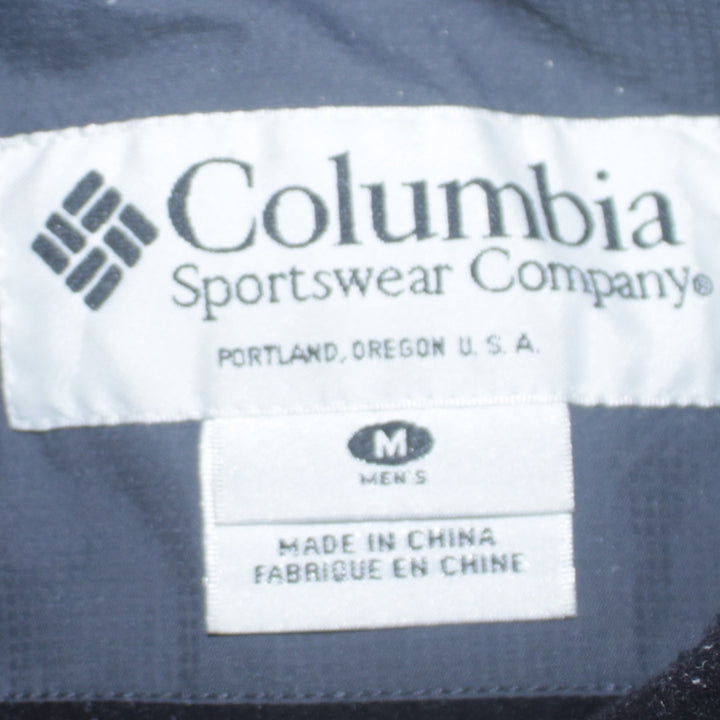 Columbia
Sportswear Company®
PORTLAND, OREGON U. S. A.
M
MEN'S
MADE IN CHINA
FABRIQUE EN CHINE